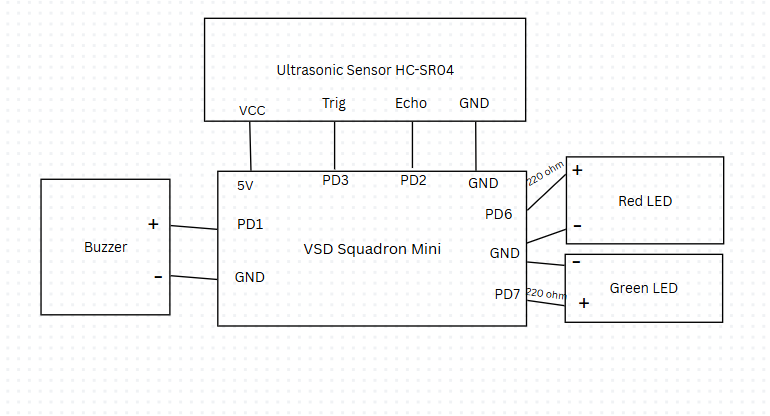 Ultrasonic Sensor HC-SR04
VCC Trig Echo GND
5V PD3 PD2 GND
220 ohm
+
Red LED
-
PD6
+
PD1
Buzzer
VSD Squadron Mini
GND
-
GND
-
Green LED
PD7
220 ohm
+